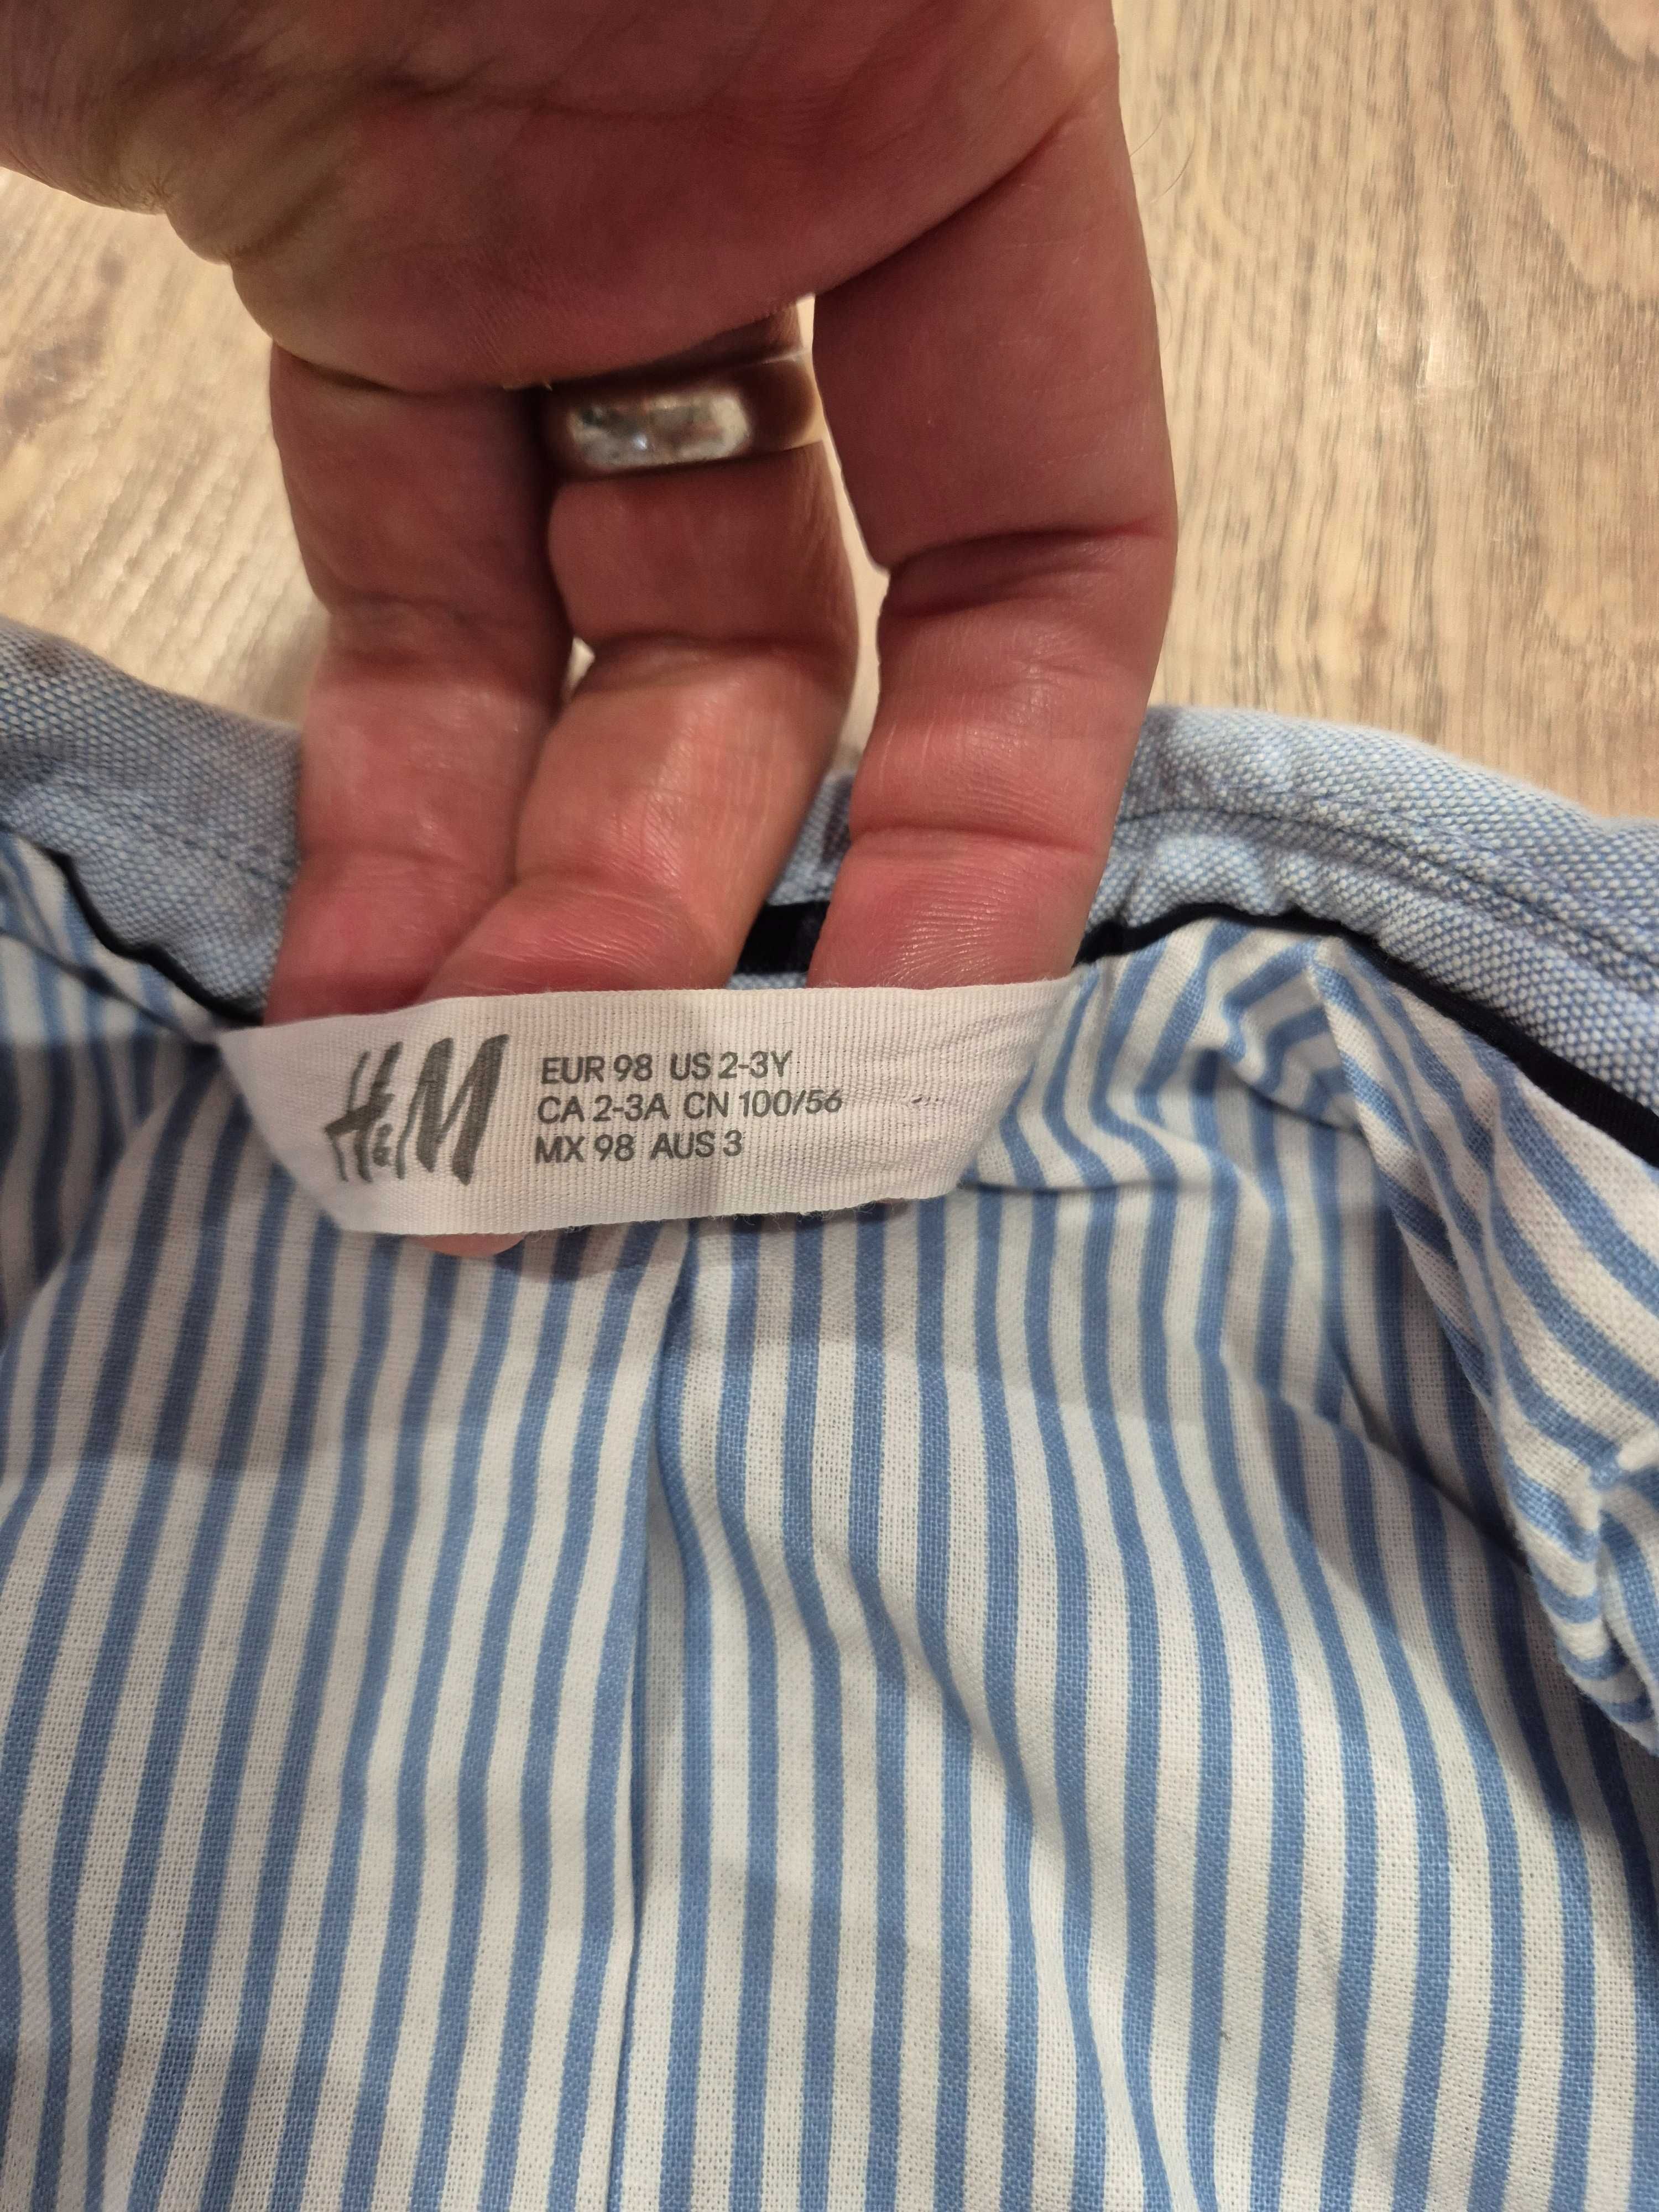 H&M
EUR 98 US 2-3Y
CA 2-3A CN 100/56
MX 98 AUS 3